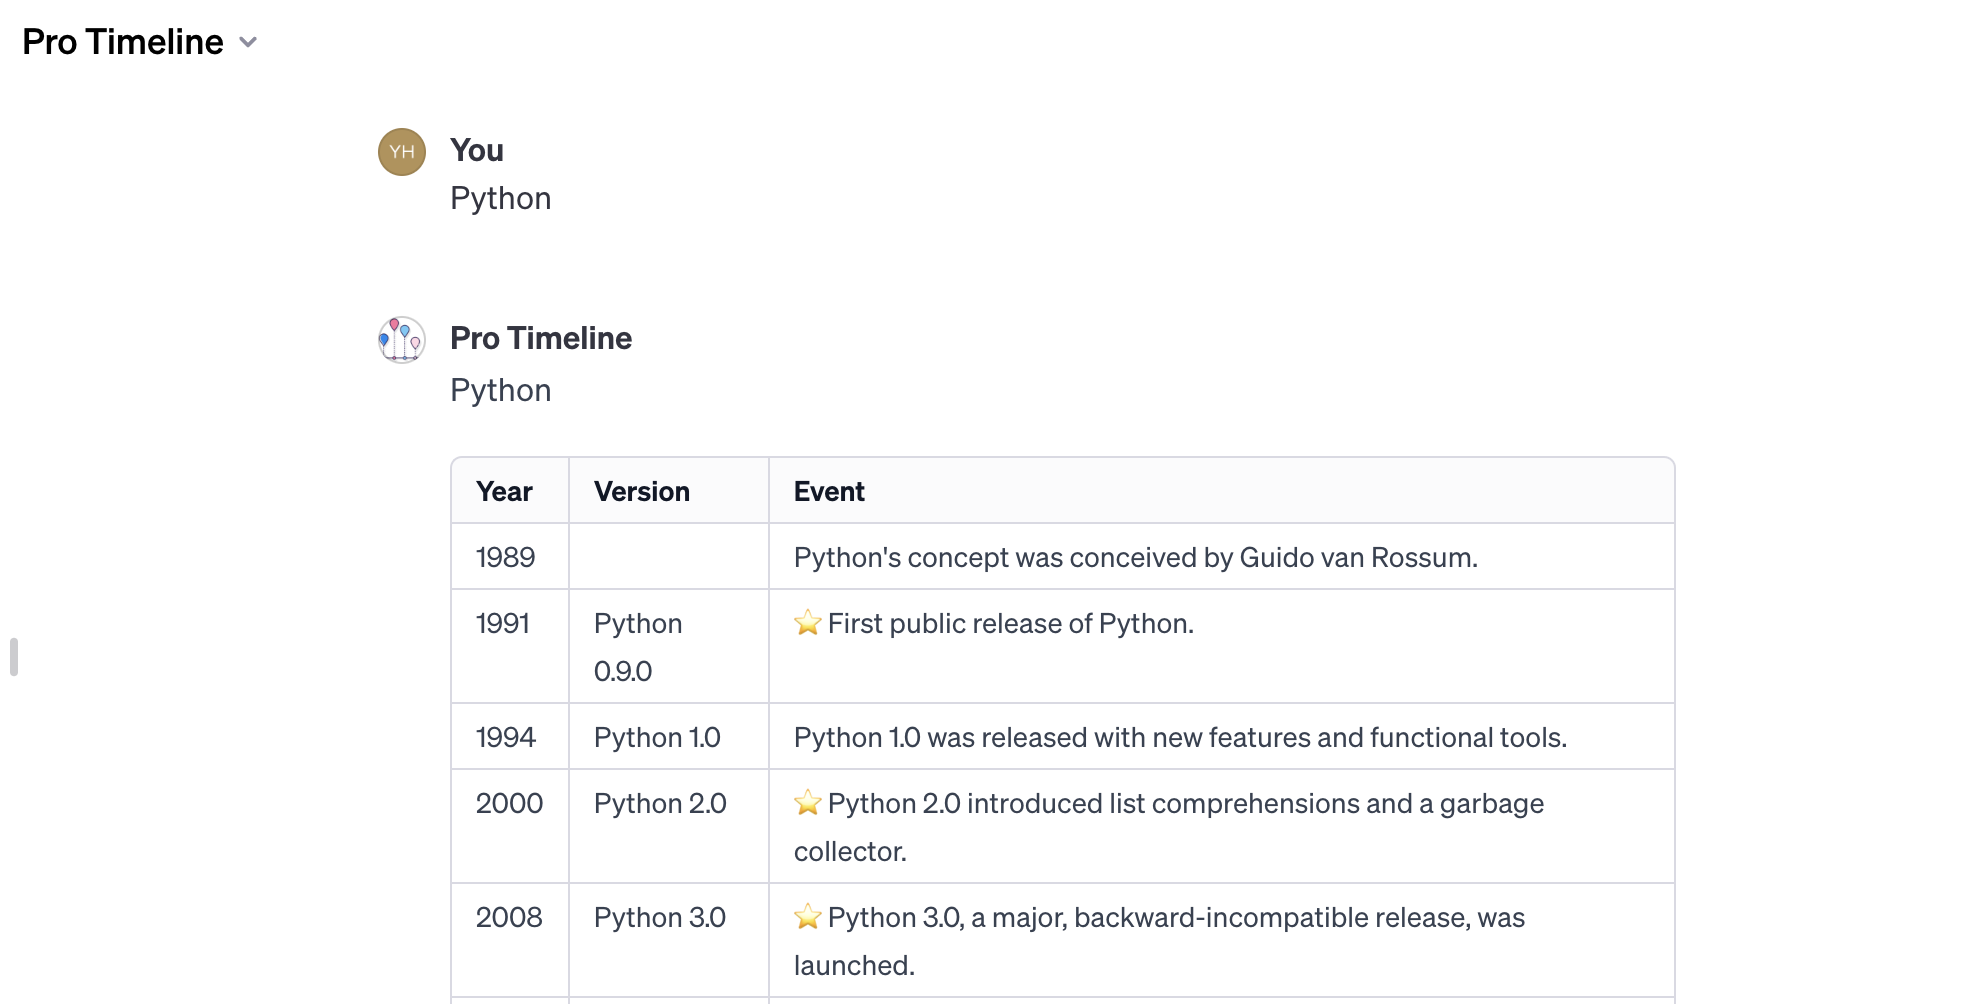 Pro Timeline
YH
You
Python
Pro Timeline
Python
Year Version Event
1989 Python's concept was conceived by Guido van Rossum.
1991 Python ⭐ First public release of Python.
0.9.0
1994 Python 1.0 Python 1.0 was released with new features and functional tools.
2000 Python 2.0 ⭐ Python 2.0 introduced list comprehensions and a garbage
collector.
2008 Python 3.0 ⭐ Python 3.0, a major, backward-incompatible release, was
launched.